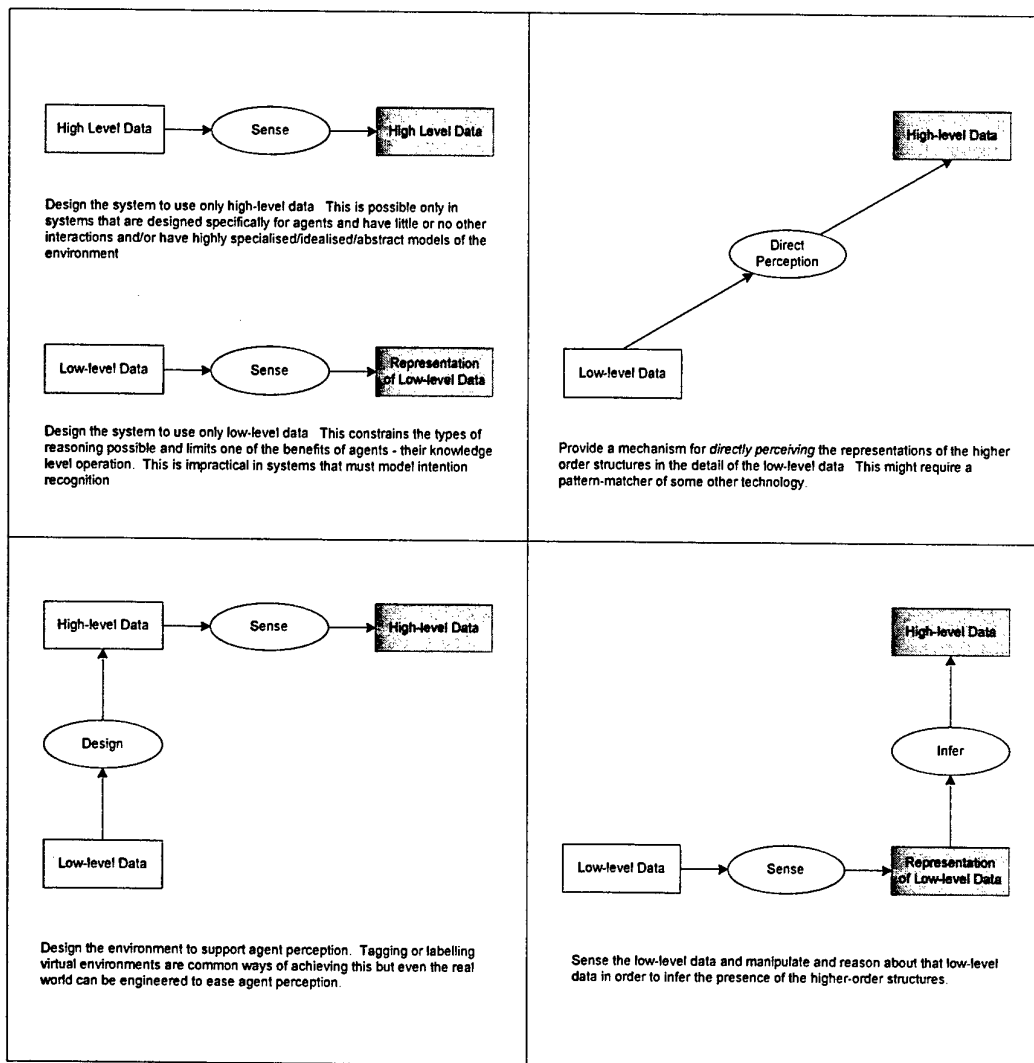 High Level Data
Sense
High Level Data
Design the system to use only high-level data This is possible only in
systems that are designed specifically for agents and have little or no other
interactions and/or have highly specialised/idealised/abstract models of the
environment
Low-level Data
Sense
Representation
of Low-level Data
Design the system to use only low-level data This constrains the types of
reasoning possible and limits one of the benefits of agents - their knowledge
level operation. This is impractical in systems that must model intention
recognition
High-level Data
Direct
Perception
Low-level Data
Provide a mechanism for directly perceiving the representations of the higher
order structures in the detail of the low-level data This might require a
pattern-matcher of some other technology.
High-level Data
Sense
High-level Data
Design
Low-level Data
Design the environment to support agent perception. Tagging or labelling
virtual environments are common ways of achieving this but even the real
world can be engineered to ease agent perception.
High-level Data
Infer
Low-level Data
Sense
Representation
of Low-level Data
Sense the low-level data and manipulate and reason about that low-level
data in order to infer the presence of the higher-order structures.